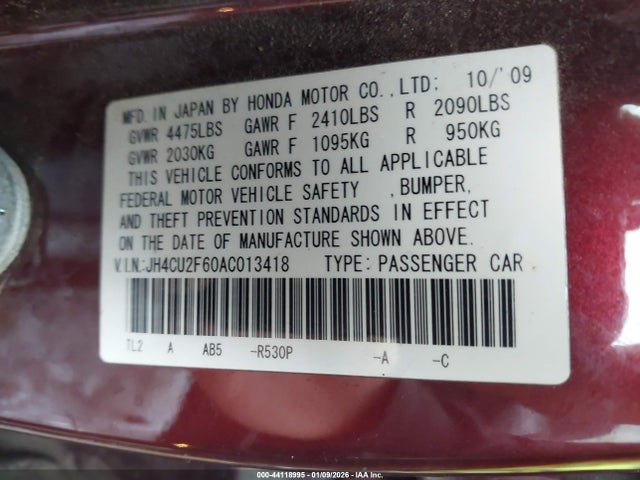 MFD. IN JAPAN BY HONDA MOTOR CO., LTD; 10/'09
GVWR 4475LBS GAWR F 2410LBS R 2090LBS
GVWR 2030KG GAWR F 1095KG R 950KG
THIS VEHICLE CONFORMS TO ALL APPLICABLE
FEDERAL MOTOR VEHICLE SAFETY , BUMPER,
AND THEFT PREVENTION STANDARDS IN EFFECT
ON THE DATE OF MANUFACTURE SHOWN ABOVE.
V.I.N.:JH4CU2F60AC013418 TYPE: PASSENGER CAR
TL2 A AB5 -R530P -A -C
000-44118995 - 01/09/2026 - IAA Inc.